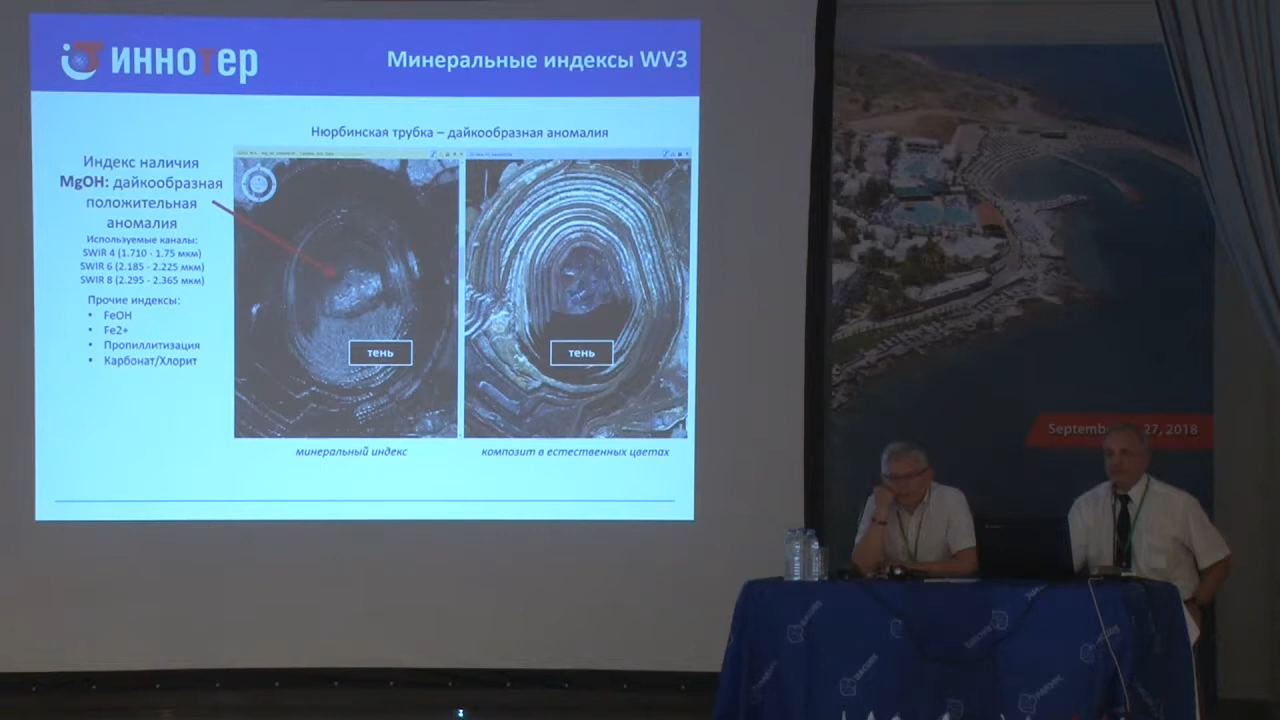 иннотер
Минеральные индексы WV3
Нюрбинская трубка – дайкообразная аномалия
Индекс наличия
MgOH: дайкообразная
положительная
аномалия
Используемые каналы:
SWIR 4 (1.710 - 1.75 мкм)
SWIR 6 (2.185 - 2.225 мкм)
SWIR 8 (2.295 - 2.365 мкм)
Прочие индексы:
• FeOH
• Fe2+
• Пропиллитизация
• Карбонат/Хлорит
тень
тень
минеральный индекс
композит в естественных цветах
27, 2018